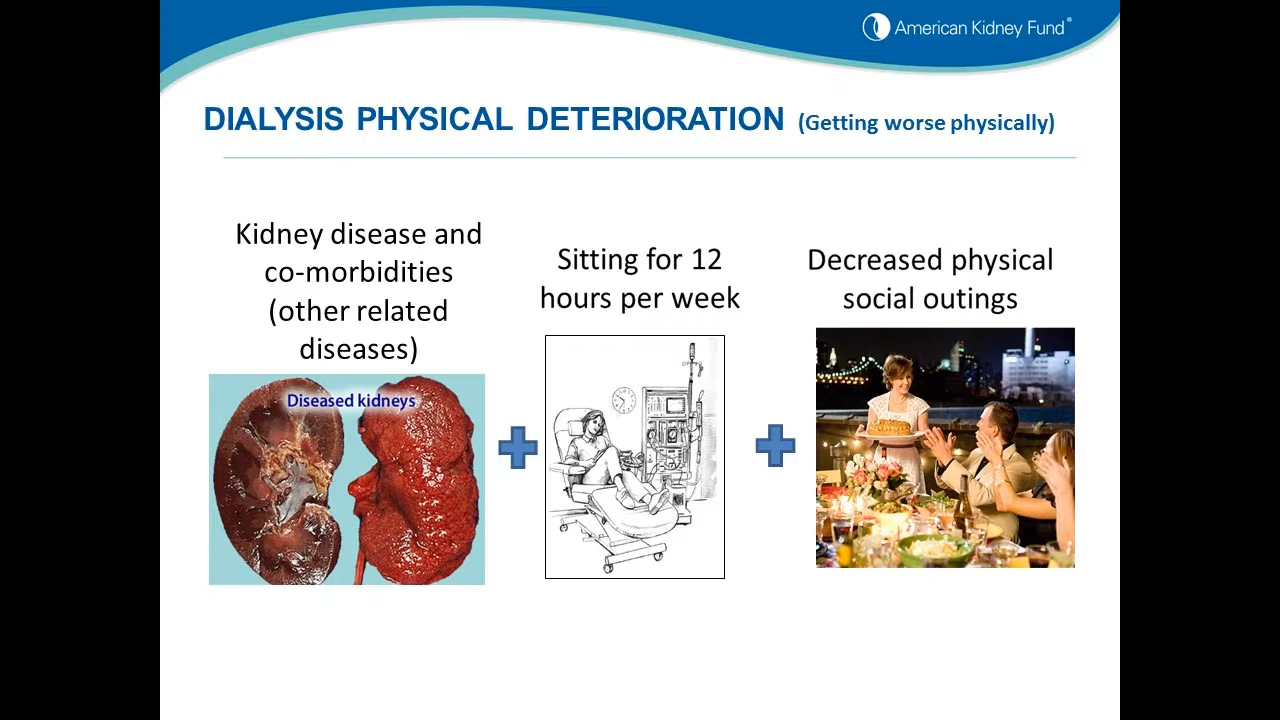 American Kidney Fund®
DIALYSIS PHYSICAL DETERIORATION (Getting worse physically)
Kidney disease and
co-morbidities
(other related
diseases)
Diseased kidneys
Sitting for 12
hours per week
Decreased physical
social outings